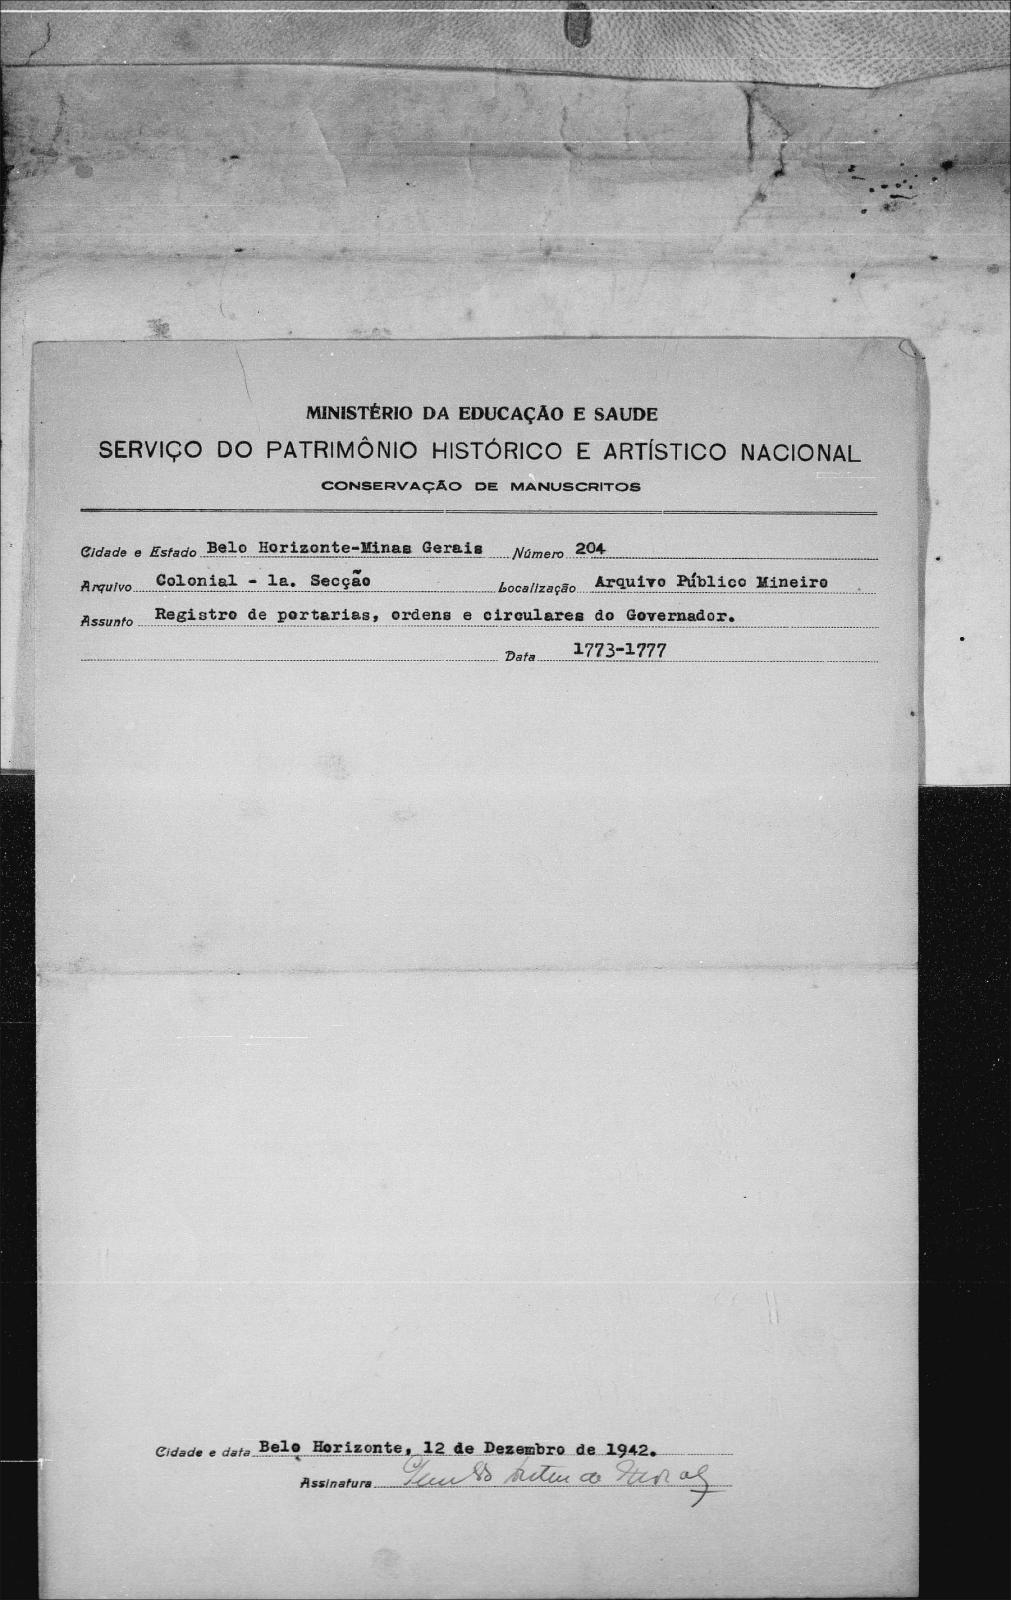 MINISTÉRIO DA EDUCAÇÃO E SAUDE
SERVIÇO DO PATRIMÔNIO HISTÓRICO E ARTÍSTICO NACIONAL
CONSERVAÇÃO DE MANUSCRITOS
Cidade e Estado Belo Horizonte-Minas Gerais Número 204
Arquivo Colonial - 1a. Secção Localização Arquivo Público Mineiro
Assunto Registro de portarias, ordens e circulares do Governador.
Data 1773-1777
Cidade e data Belo Horizonte, 12 de Dezembro de 1942.
Assinatura